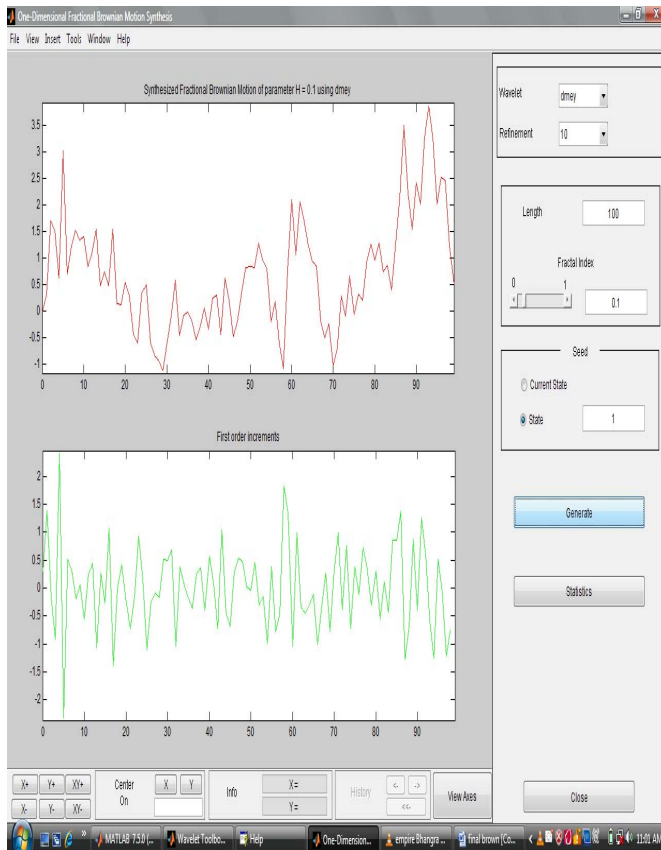 One-Dimensional Fractional Brownian Motion Synthesis
File View Insert Tools Window Help
Synthesized Fractional Brownian Motion of parameter H = 0.1 using dmey
3.5
3
2.5
2
1.5
1
0.5
0
-0.5
-1
0 10 20 30 40 50 60 70 80 90
First order increments
2
1.5
1
0.5
0
-0.5
-1
-1.5
-2
0 10 20 30 40 50 60 70 80 90
Wavelet dmey
Refinement 10
Length 100
Fractal Index
0 1
0.1
Seed
Current State
State 1
Generate
Statistics
Close
X+ Y+ XY+
X- Y- XY-
Center
On
X Y
Info
X =
Y =
History
<- ->
<<-
View Axes
MATLAB 7.5.0 (...
Wavelet Toolbo...
Help
One-Dimension...
empire Bhangra ...
final brown [Co...
11:01 AM